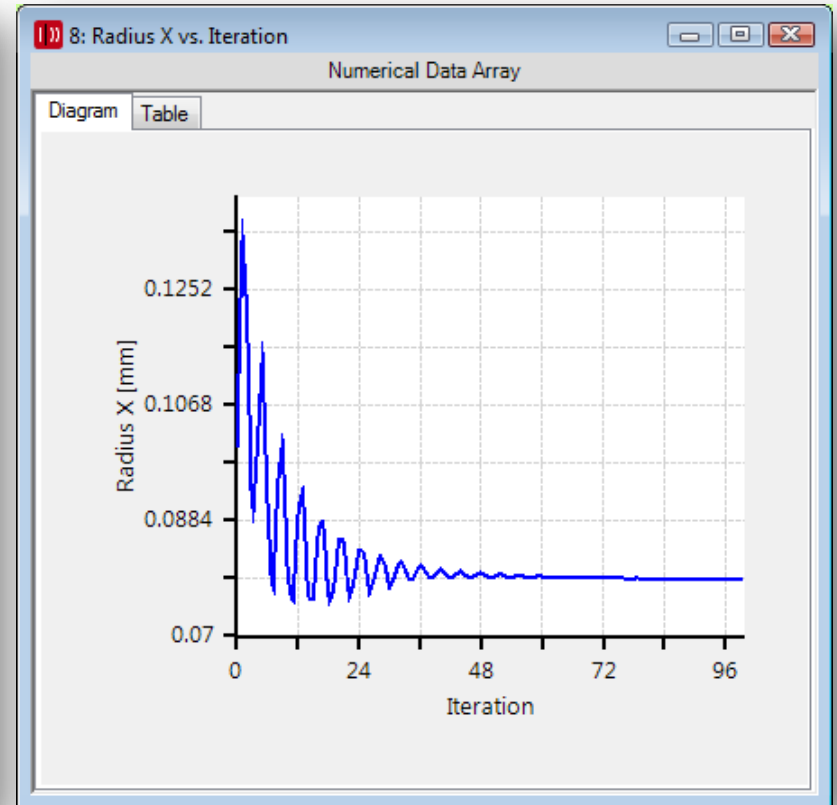 8: Radius X vs. Iteration
Numerical Data Array
Diagram Table
0.1252
0.1068
0.0884
0.07
Radius X [mm]
0 24 48 72 96
Iteration